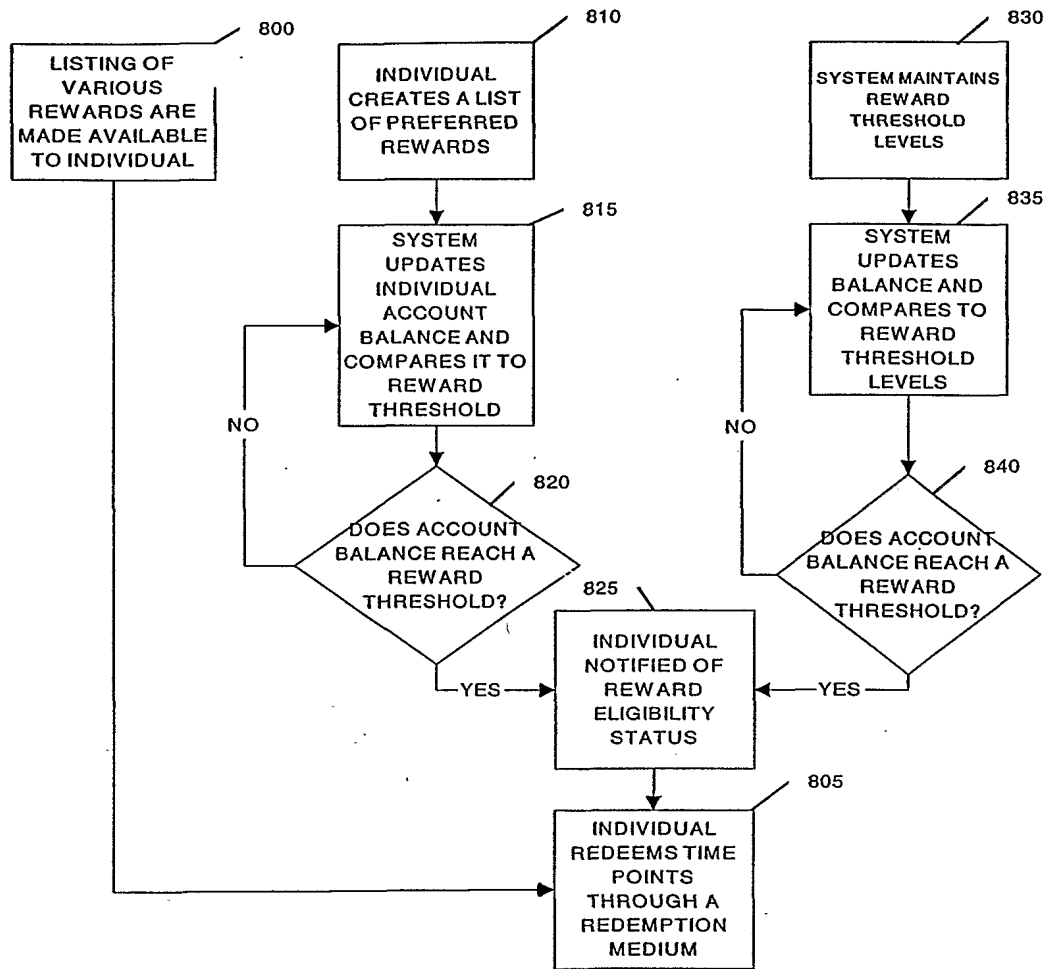 800
LISTING OF
VARIOUS
REWARDS ARE
MADE AVAILABLE
TO INDIVIDUAL
810
INDIVIDUAL
CREATES A LIST
OF PREFERRED
REWARDS
830
SYSTEM MAINTAINS
REWARD
THRESHOLD
LEVELS
815
SYSTEM
UPDATES
INDIVIDUAL
ACCOUNT
BALANCE AND
COMPARES IT TO
REWARD
THRESHOLD
835
SYSTEM
UPDATES
BALANCE AND
COMPARES TO
REWARD
THRESHOLD
LEVELS
NO
NO
820
DOES ACCOUNT
BALANCE REACH A
REWARD
THRESHOLD?
840
DOES ACCOUNT
BALANCE REACH A
REWARD
THRESHOLD?
825
INDIVIDUAL
NOTIFIED OF
REWARD
ELIGIBILITY
STATUS
YES
YES
805
INDIVIDUAL
REDEEMS TIME
POINTS
THROUGH A
REDEMPTION
MEDIUM